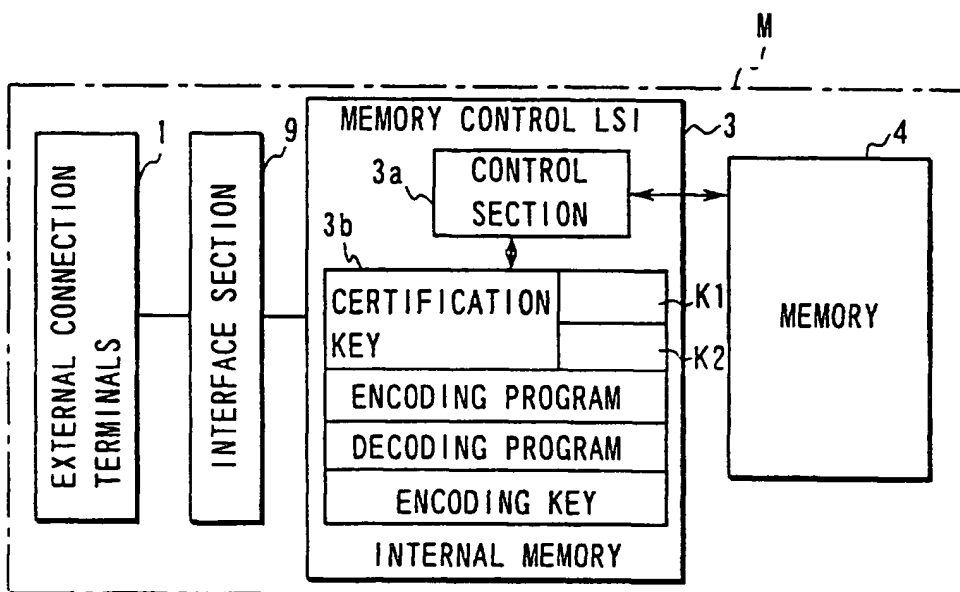 M
1
EXTERNAL CONNECTION
TERMINALS
9
INTERFACE SECTION
MEMORY CONTROL LSI
3
3a
CONTROL
SECTION
3b
CERTIFICATION
KEY
K1
K2
ENCODING PROGRAM
DECODING PROGRAM
ENCODING KEY
INTERNAL MEMORY
4
MEMORY